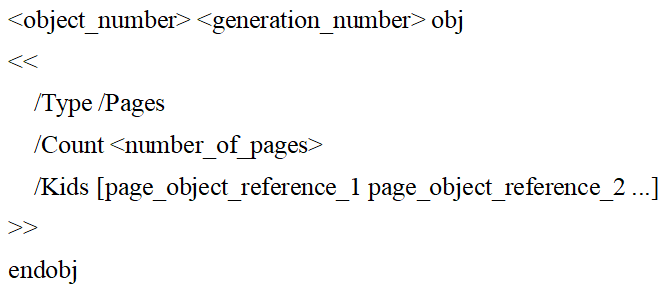 <object_number> <generation_number> obj
<<
/Type /Pages
/Count <number_of_pages>
/Kids [page_object_reference_1 page_object_reference_2 ...]
>>
endobj